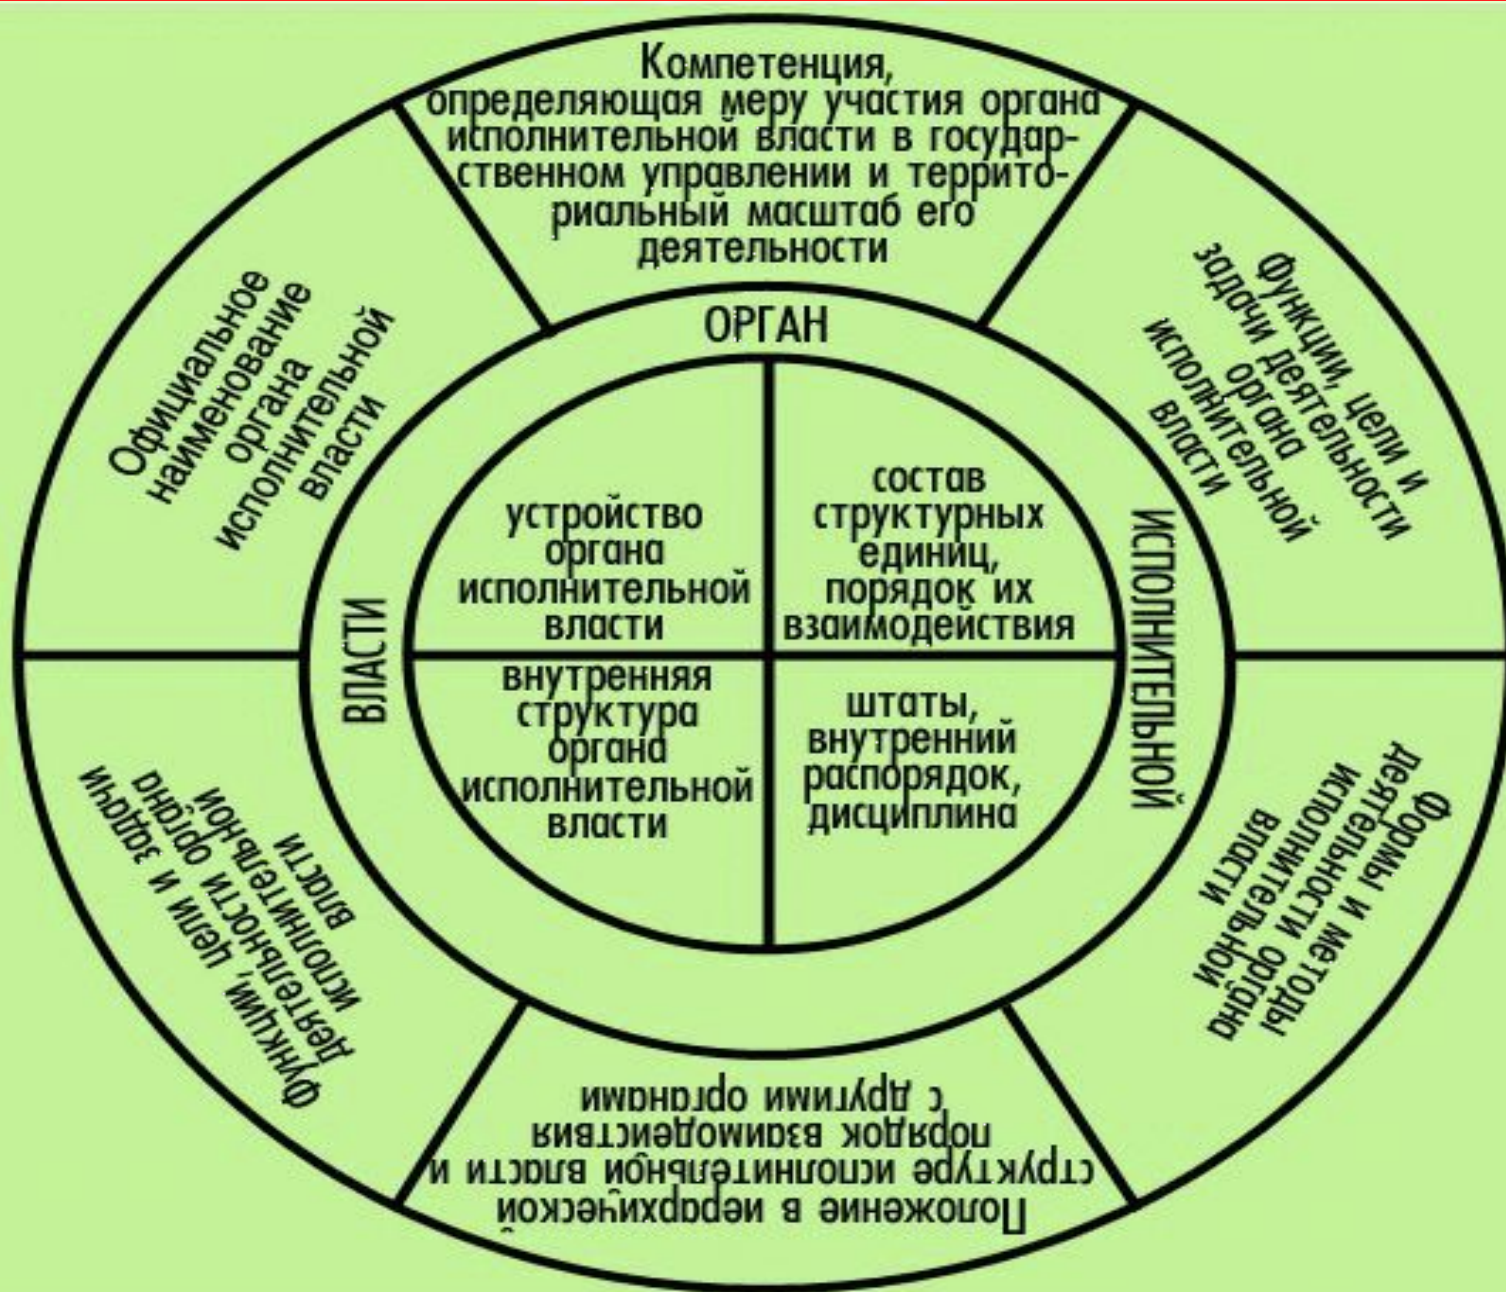 Компетенция,
определяющая меру участия органа
исполнительной власти в государ-
ственном управлении и террито-
риальный масштаб его
деятельности
Функции, цели и
задачи деятельности
органа
исполнительной
власти
Формы и методы
деятельности органа
исполнительной
власти
Положение в иерархической
структуре исполнительной власти и
порядок взаимодействия
с другими органами
Функции, цели и задачи
деятельности органа
исполнительной
власти
Официальное
наименование
органа
исполнительной
власти
ОРГАН
ИСПОЛНИТЕЛЬНОЙ
ВЛАСТИ
устройство
органа
исполнительной
власти
состав
структурных
единиц,
порядок их
взаимодействия
внутренняя
структура
органа
исполнительной
власти
штаты,
внутренний
распорядок,
дисциплина